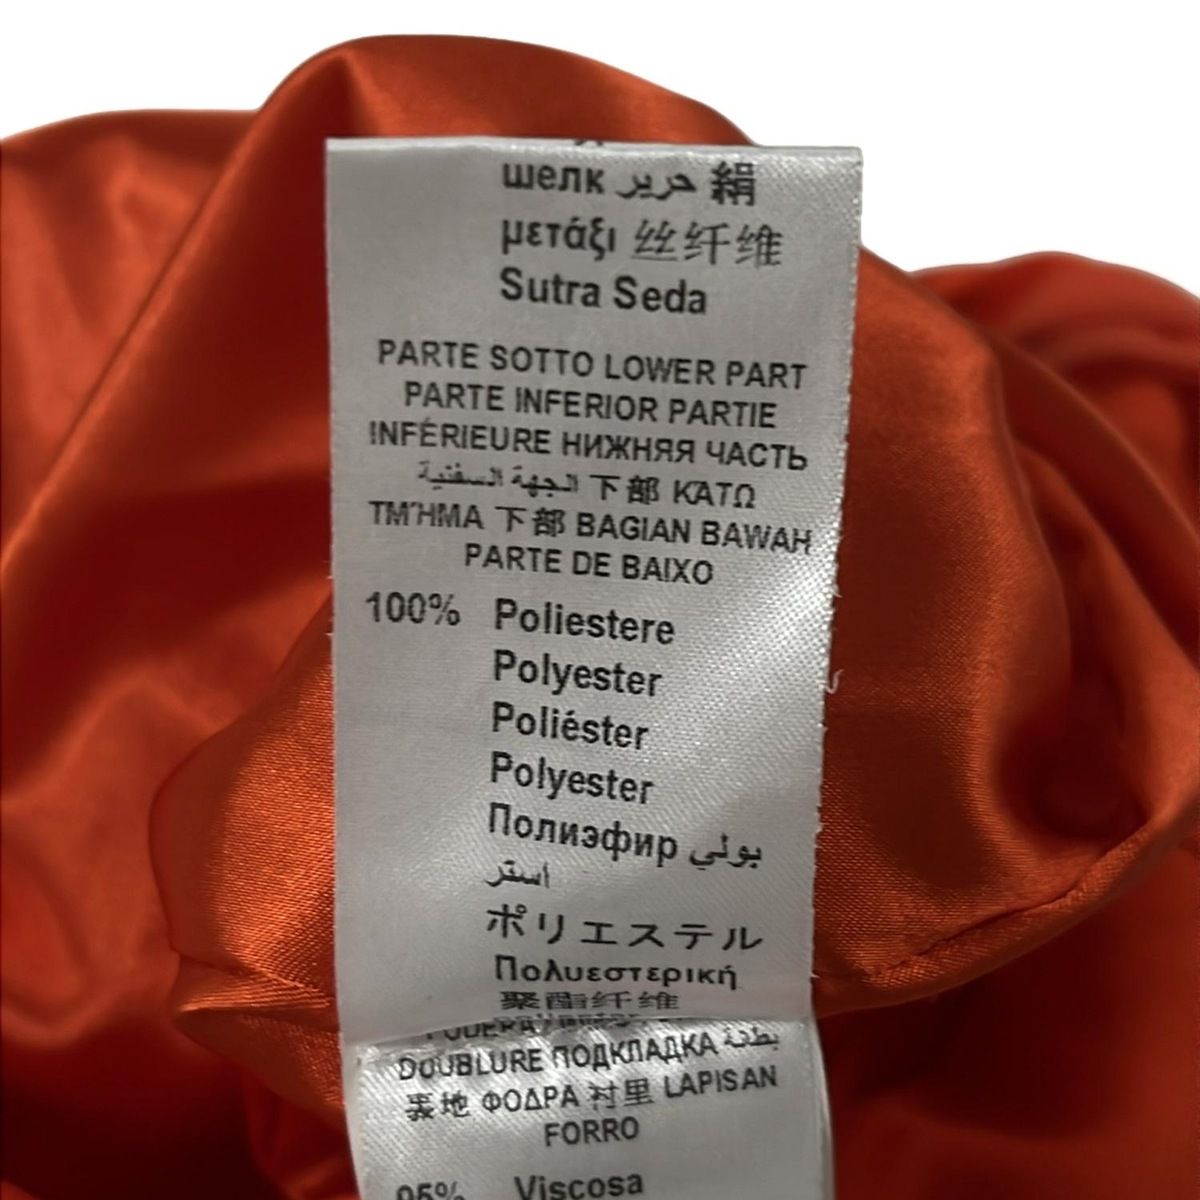 шелк حرير 絹
μετάξι 丝纤维
Sutra Seda
PARTE SOTTO LOWER PART
PARTE INFERIOR PARTIE
INFÉRIEURE НИЖНЯЯ ЧАСТЬ
الجهة السفتية 下部 ΚΆΤΩ
ΤΜΉΜΑ 下部 BAGIAN BAWAH
PARTE DE BAIXO
100% Poliestere
Polyester
Poliéster
Polyester
Полиэфир بولي
استر
ポリエステル
Πολυεστερική
聚酯纤维
DOUBLURE ПОДКЛАДКА بطانة
裏地 ΦΟΔΡΑ 衬里 LAPISAN
FORRO
95% Viscosa